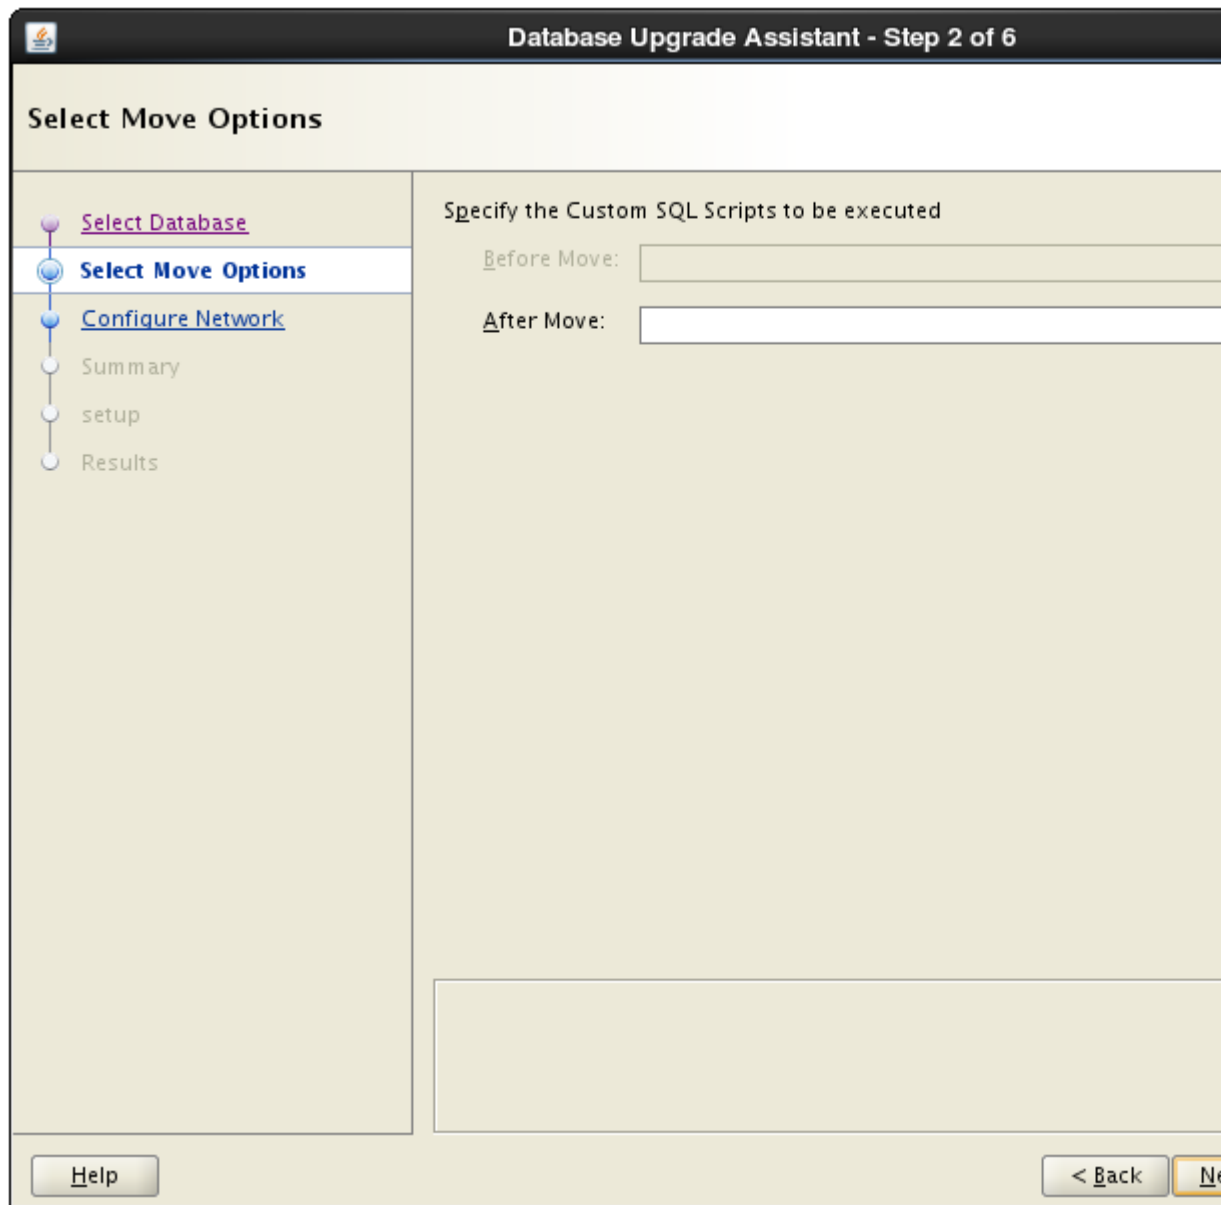 Database Upgrade Assistant - Step 2 of 6
Select Move Options
Select Database
Select Move Options
Configure Network
Summary
setup
Results
Specify the Custom SQL Scripts to be executed
Before Move:
After Move:
Help
< Back